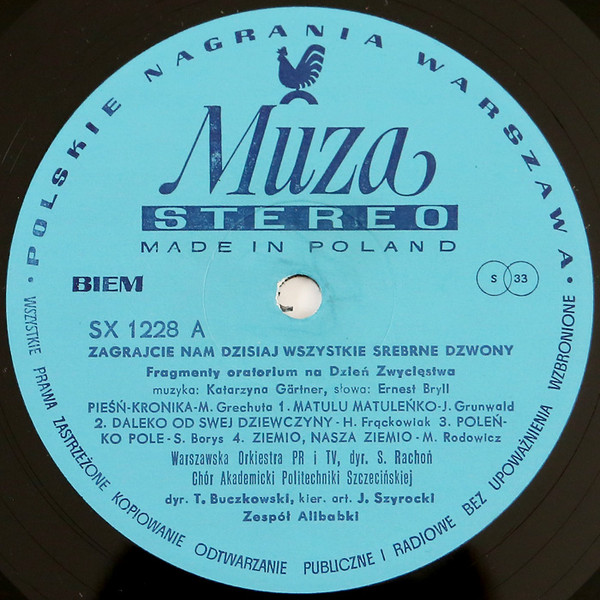 • POLSKIE NAGRANIA WARSZAWA •
Muza
STEREO
MADE IN POLAND
BIEM
S 33
SX 1228 A
ZAGRAJCIE NAM DZISIAJ WSZYSTKIE SREBRNE DZWONY
Fragmenty oratorium na Dzień Zwycięstwa
muzyka: Katarzyna Gärtner, słowa: Ernest Bryll
PIEŚŃ-KRONIKA-M. Grechuta 1. MATULU MATULEŃKO-J. Grunwald
2. DALEKO OD SWEJ DZIEWCZYNY - H. Frąckowiak 3. POLEŃ-
KO POLE - S. Borys 4. ZIEMIO, NASZA ZIEMIO - M. Rodowicz
Warszawska Orkiestra PR i TV, dyr. S. Rachoń
Chór Akademicki Politechniki Szczecińskiej
dyr. T. Buczkowski, kier. art. J. Szyrocki
Zespół Alibabki
WSZYSTKIE PRAWA ZASTRZEŻONE KOPIOWANIE ODTWARZANIE PUBLICZNE I RADIOWE BEZ UPOWAŻNIENIA WZBRONIONE